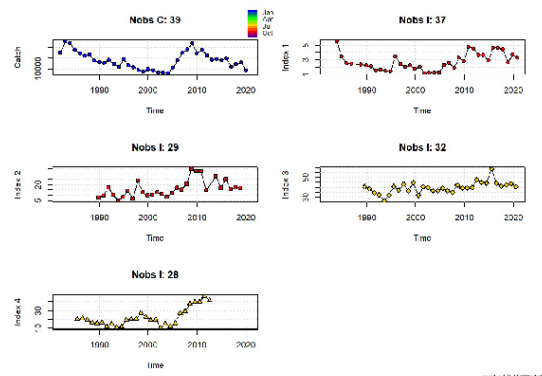 Nobs C: 39
Jan
Apr
Jul
Oct
Catch
10000
1990 2000 2010 2020
Time
Nobs I: 37
Index 1
1 3 5
1990 2000 2010 2020
Time
Nobs I: 29
Index 2
5 20
1990 2000 2010 2020
Time
Nobs I: 32
Index 3
30 50
1990 2000 2010 2020
Time
Nobs I: 28
Index 4
10 30
1990 2000 2010 2020
Time